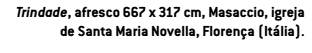 Trindade, afresco 667 x 317 cm, Masaccio, igreja
de Santa Maria Novella, Florença (Itália).